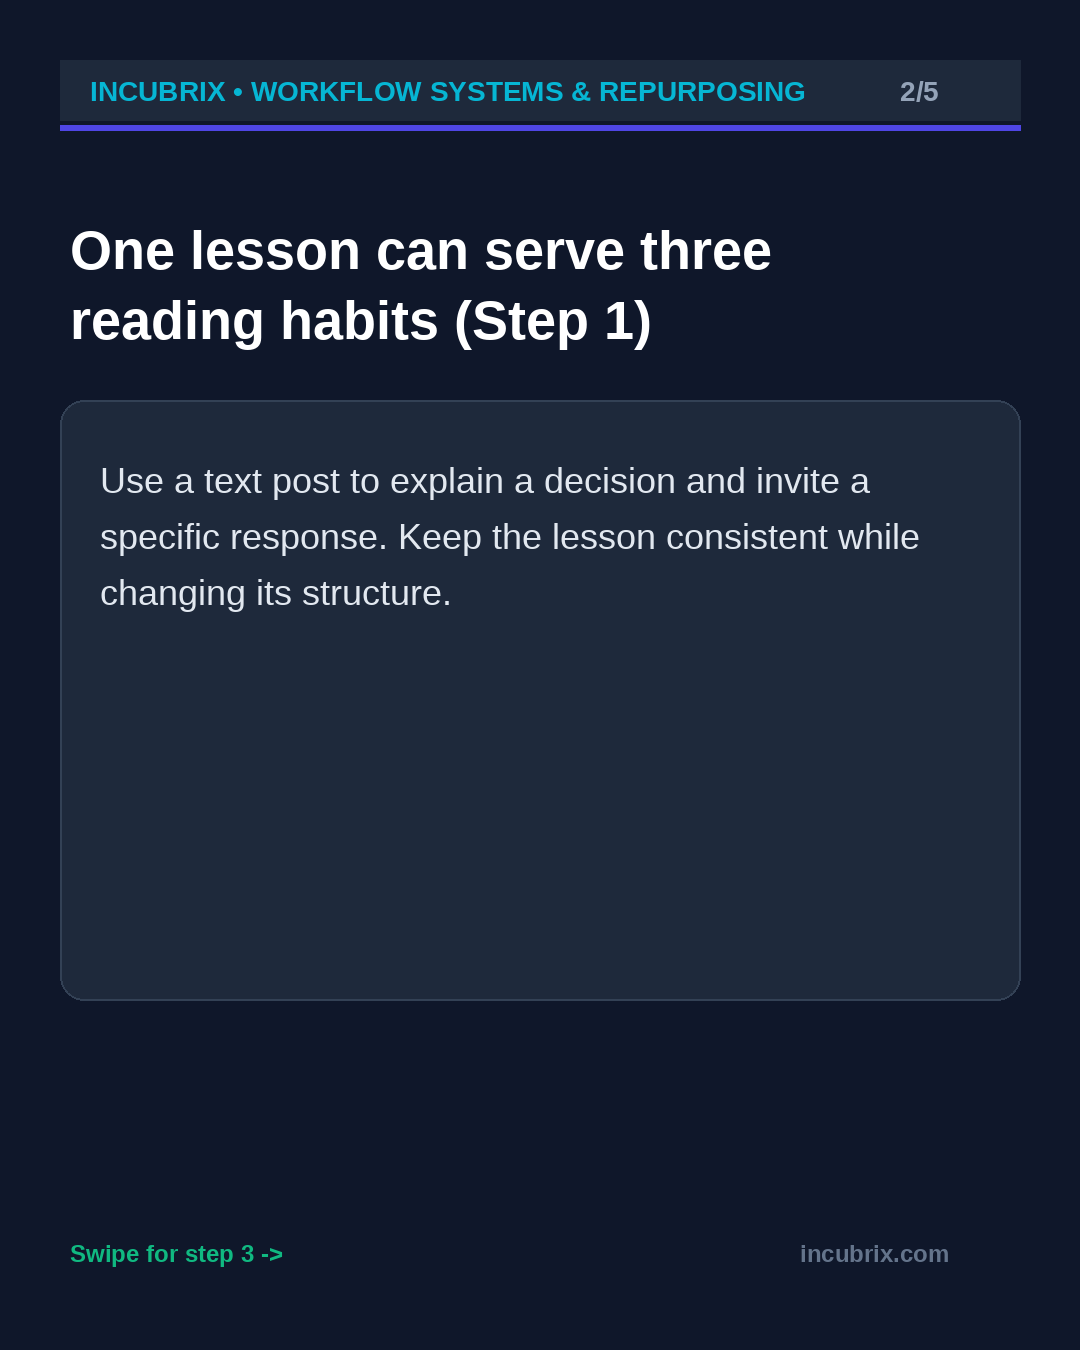 INCUBRIX • WORKFLOW SYSTEMS & REPURPOSING 2/5
One lesson can serve three
reading habits (Step 1)
Use a text post to explain a decision and invite a
specific response. Keep the lesson consistent while
changing its structure.
Swipe for step 3 -> incubrix.com